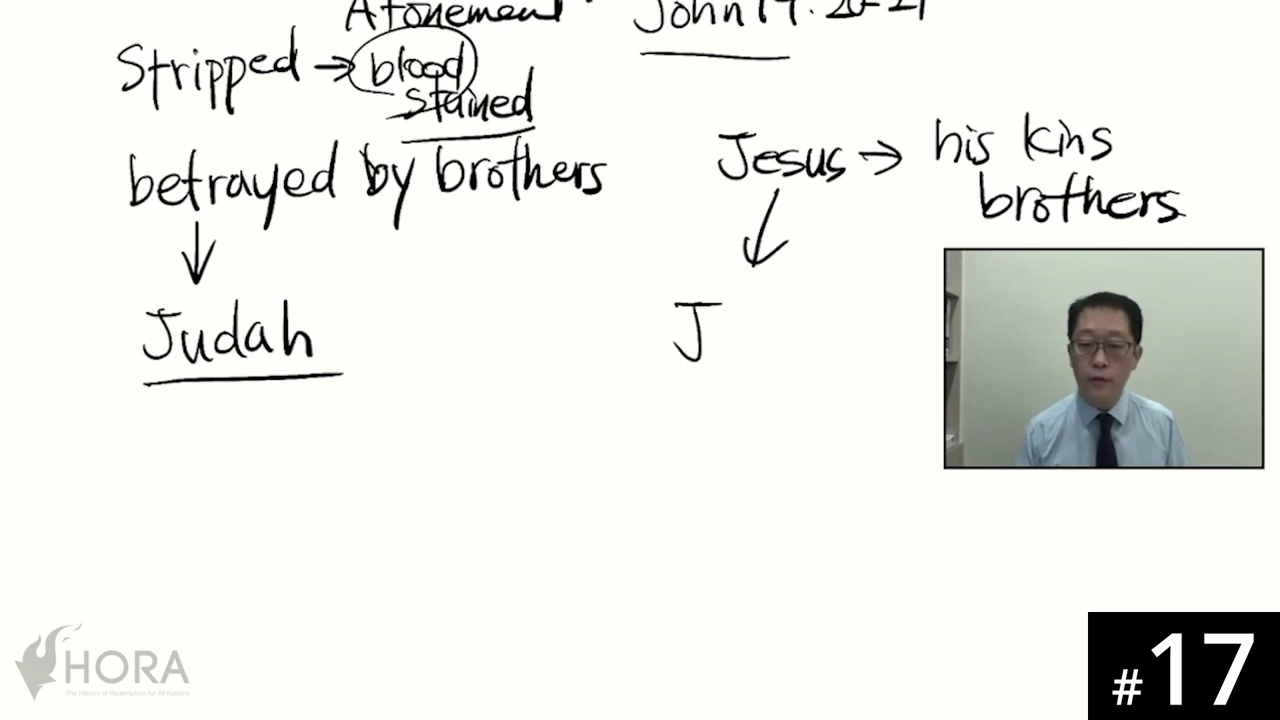 Atonement
John 19:
Stripped → blood
stained
betrayed by brothers
Jesus → his kins
brothers
↓
↙
Judah
J
HORA
The History of Redemption for All Nations
#17